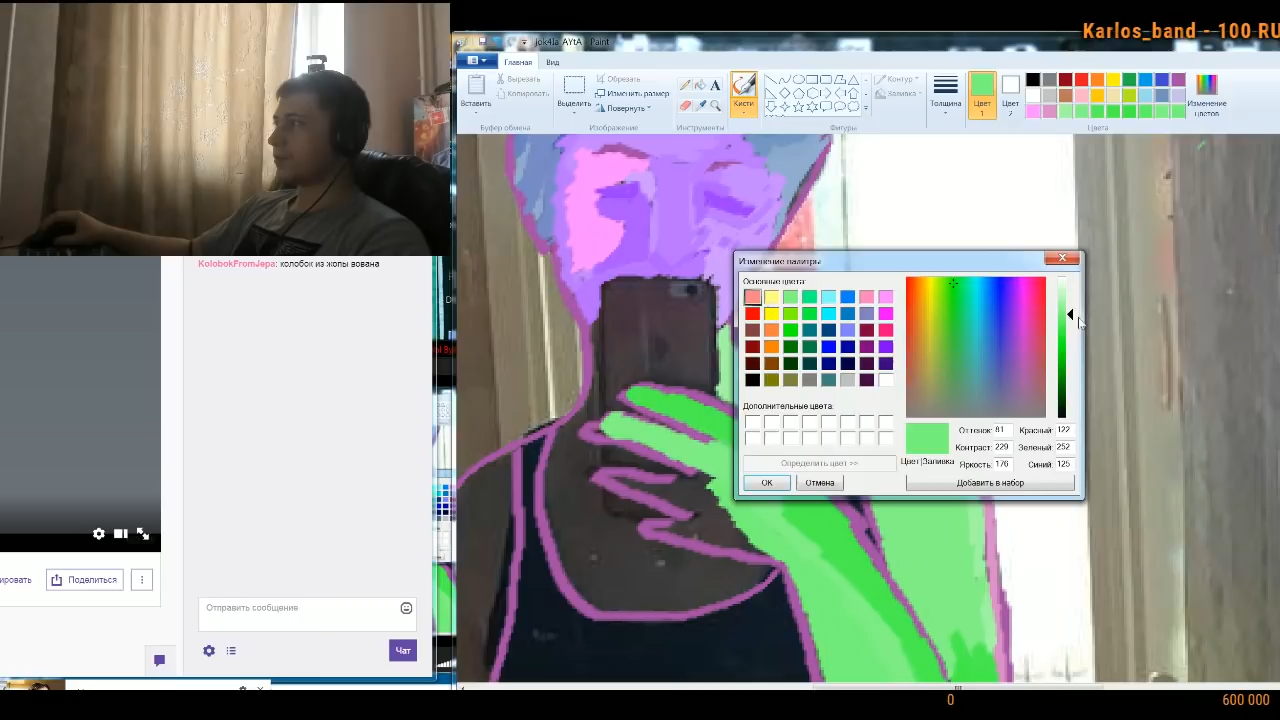 Karlos_band - 100 RU
jok4la_AYtA - Paint
Главная Вид
Вставить
Вырезать
Копировать
Буфер обмена
Выделить
Обрезать
Изменить размер
Повернуть
Изображение
Инструменты
Кисти
Фигуры
Контур
Заливка
Толщина
Цвет 1
Цвет 2
Изменение цветов
Цвета
KolobokFromJepa: колобок из жопы вована
Изменение палитры
Основные цвета:
Дополнительные цвета:
Определить цвет >>
OK
Отмена
Цвет|Заливка
Оттенок: 81
Контраст: 229
Яркость: 176
Красный: 122
Зеленый: 252
Синий: 125
Добавить в набор
ировать
Поделиться
Отправить сообщение
Чат
0
600 000